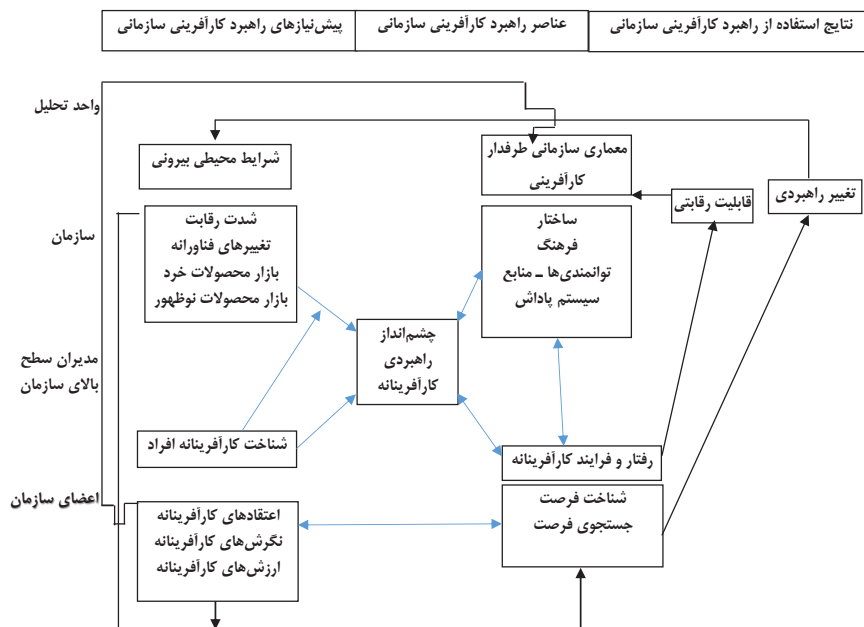 نتایج استفاده از راهبرد کارآفرینی سازمانی
عناصر راهبرد کارآفرینی سازمانی
پیش‌نیازهای راهبرد کارآفرینی سازمانی
واحد تحلیل
معماری سازمانی طرفدار
کارآفرینی
شرایط محیطی بیرونی
تغییر راهبردی
قابلیت رقابتی
سازمان
ساختار
فرهنگ
توانمندی‌ها ـ منابع
سیستم پاداش
شدت رقابت
تغییرهای فناورانه
بازار محصولات خرد
بازار محصولات نوظهور
چشم‌انداز
راهبردی
کارآفرینانه
مدیران سطح
بالای سازمان
شناخت کارآفرینانه افراد
رفتار و فرایند کارآفرینانه
اعضای سازمان
شناخت فرصت
جستجوی فرصت
اعتقادهای کارآفرینانه
نگرش‌های کارآفرینانه
ارزش‌های کارآفرینانه